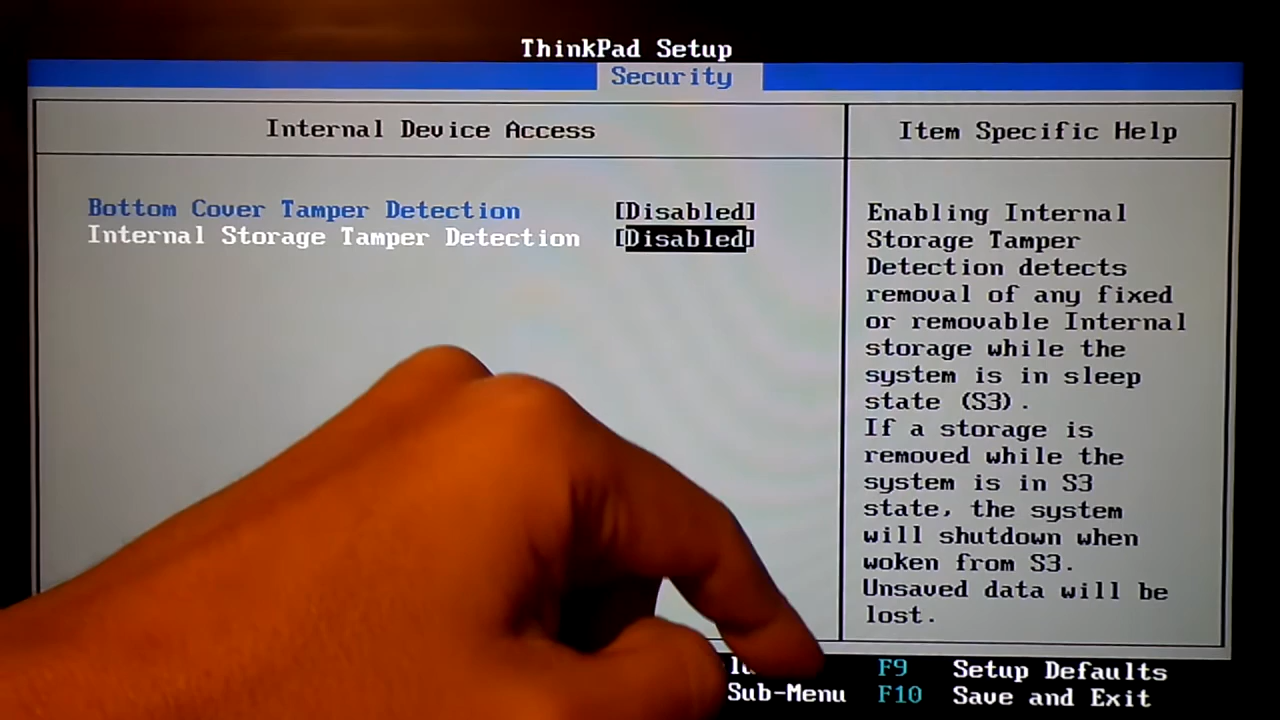 ThinkPad Setup
Security
Internal Device Access
Item Specific Help
Bottom Cover Tamper Detection [Disabled]
Internal Storage Tamper Detection [Disabled]
Enabling Internal
Storage Tamper
Detection detects
removal of any fixed
or removable Internal
storage while the
system is in sleep
state (S3).
If a storage is
removed while the
system is in S3
state, the system
will shutdown when
woken from S3.
Unsaved data will be
lost.
F9 Setup Defaults
Sub-Menu F10 Save and Exit